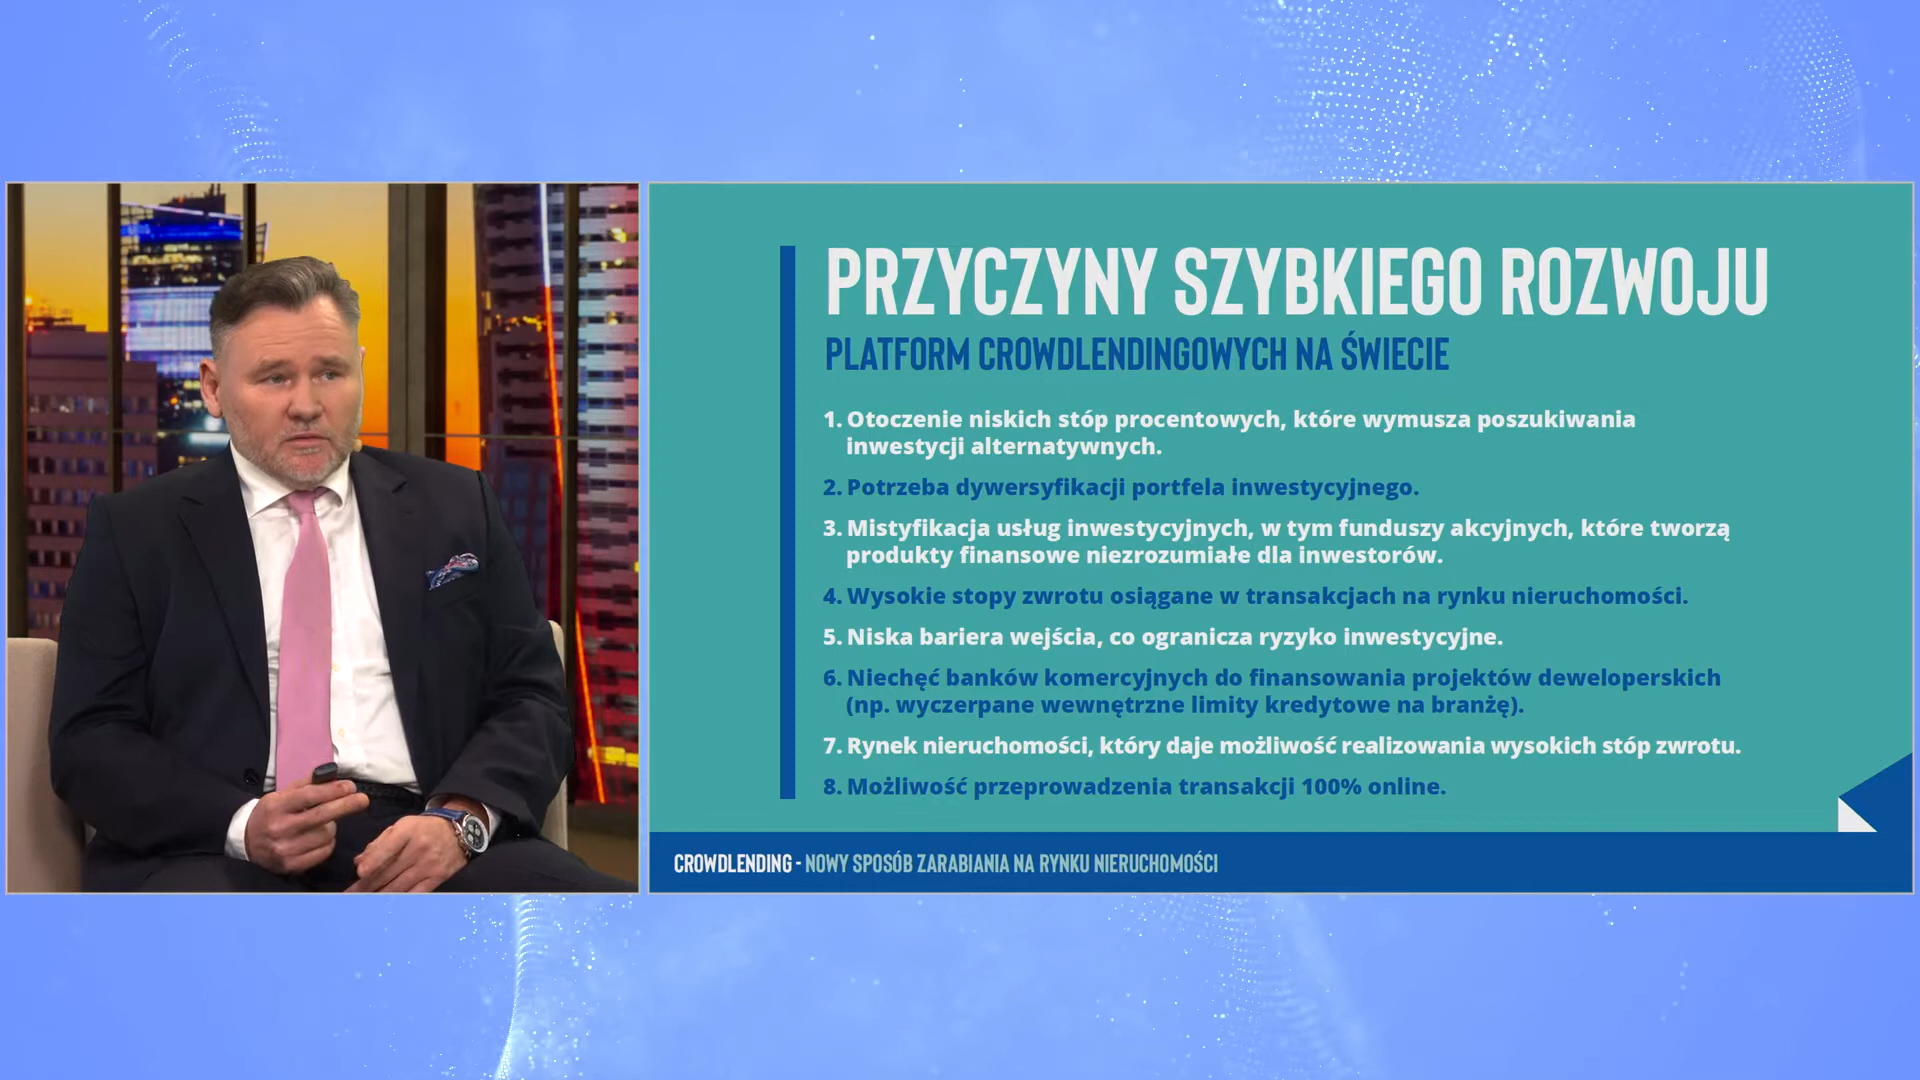 PRZYCZYNY SZYBKIEGO ROZWOJU
PLATFORM CROWDLENDINGOWYCH NA ŚWIECIE
1. Otoczenie niskich stóp procentowych, które wymusza poszukiwania
inwestycji alternatywnych.
2. Potrzeba dywersyfikacji portfela inwestycyjnego.
3. Mistyfikacja usług inwestycyjnych, w tym funduszy akcyjnych, które tworzą
produkty finansowe niezrozumiałe dla inwestorów.
4. Wysokie stopy zwrotu osiągane w transakcjach na rynku nieruchomości.
5. Niska bariera wejścia, co ogranicza ryzyko inwestycyjne.
6. Niechęć banków komercyjnych do finansowania projektów deweloperskich
(np. wyczerpane wewnętrzne limity kredytowe na branżę).
7. Rynek nieruchomości, który daje możliwość realizowania wysokich stóp zwrotu.
8. Możliwość przeprowadzenia transakcji 100% online.
CROWDLENDING - NOWY SPOSÓB ZARABIANIA NA RYNKU NIERUCHOMOŚCI